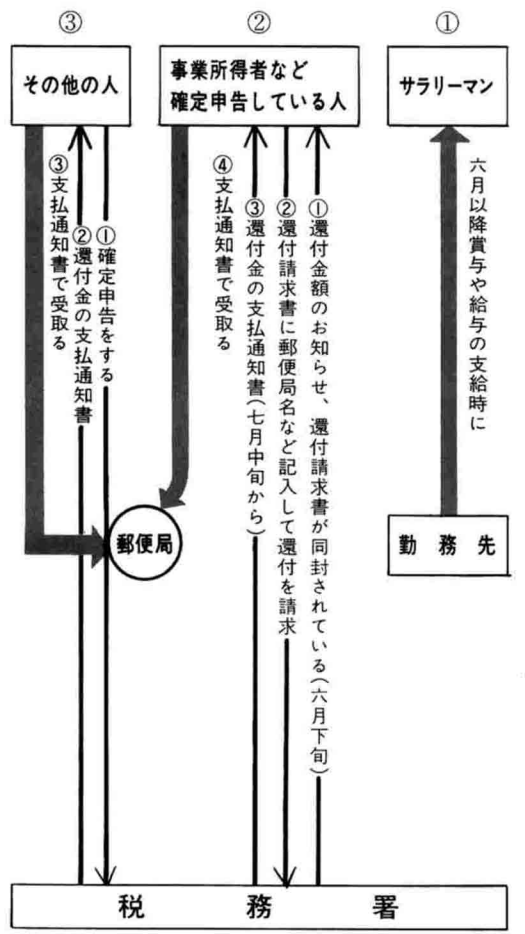 ①
サラリーマン
六月以降賞与や給与の支給時に
勤務先
②
事業所得者など
確定申告している人
①還付金額のお知らせ、還付請求書が同封されている(六月下旬)
②還付請求書に郵便局名など記入して還付を請求
③還付金の支払通知書(七月中旬から)
④支払通知書で受取る
③
その他の人
①確定申告をする
②還付金の支払通知書
③支払通知書で受取る
郵便局
税務署